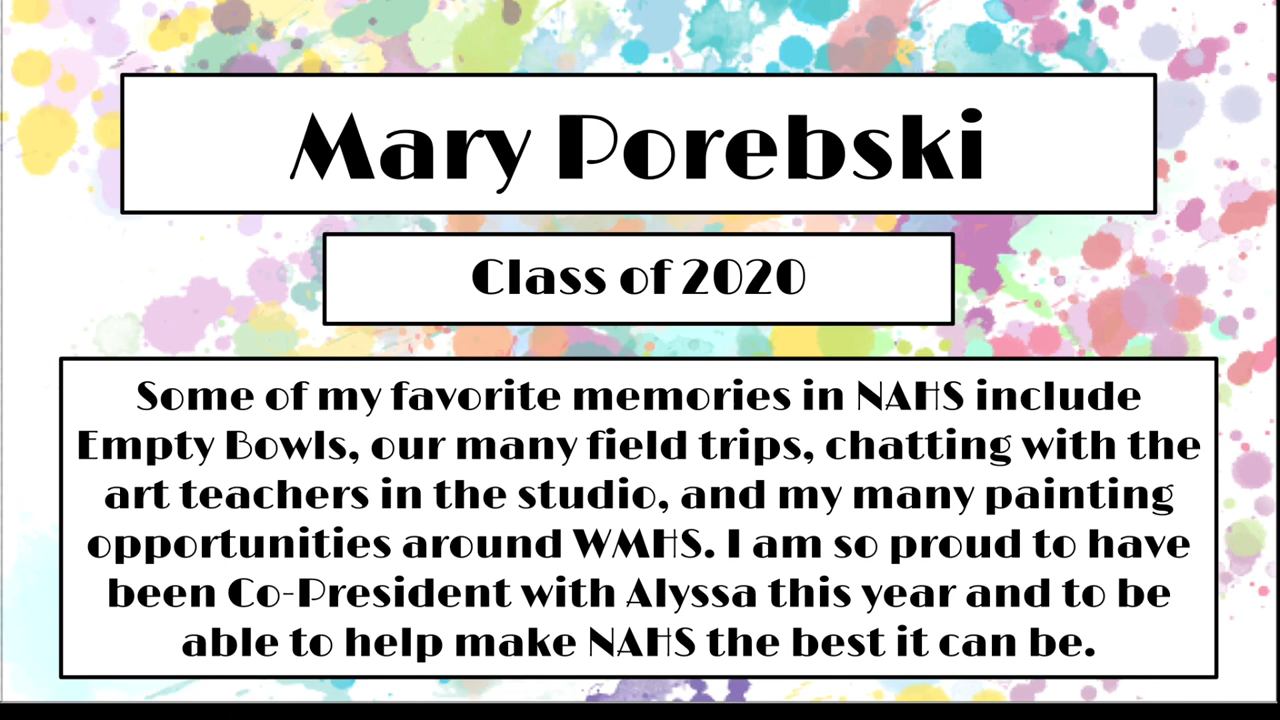 Mary Porebski
Class of 2020
Some of my favorite memories in NAHS include
Empty Bowls, our many field trips, chatting with the
art teachers in the studio, and my many painting
opportunities around WMHS. I am so proud to have
been Co-President with Alyssa this year and to be
able to help make NAHS the best it can be.